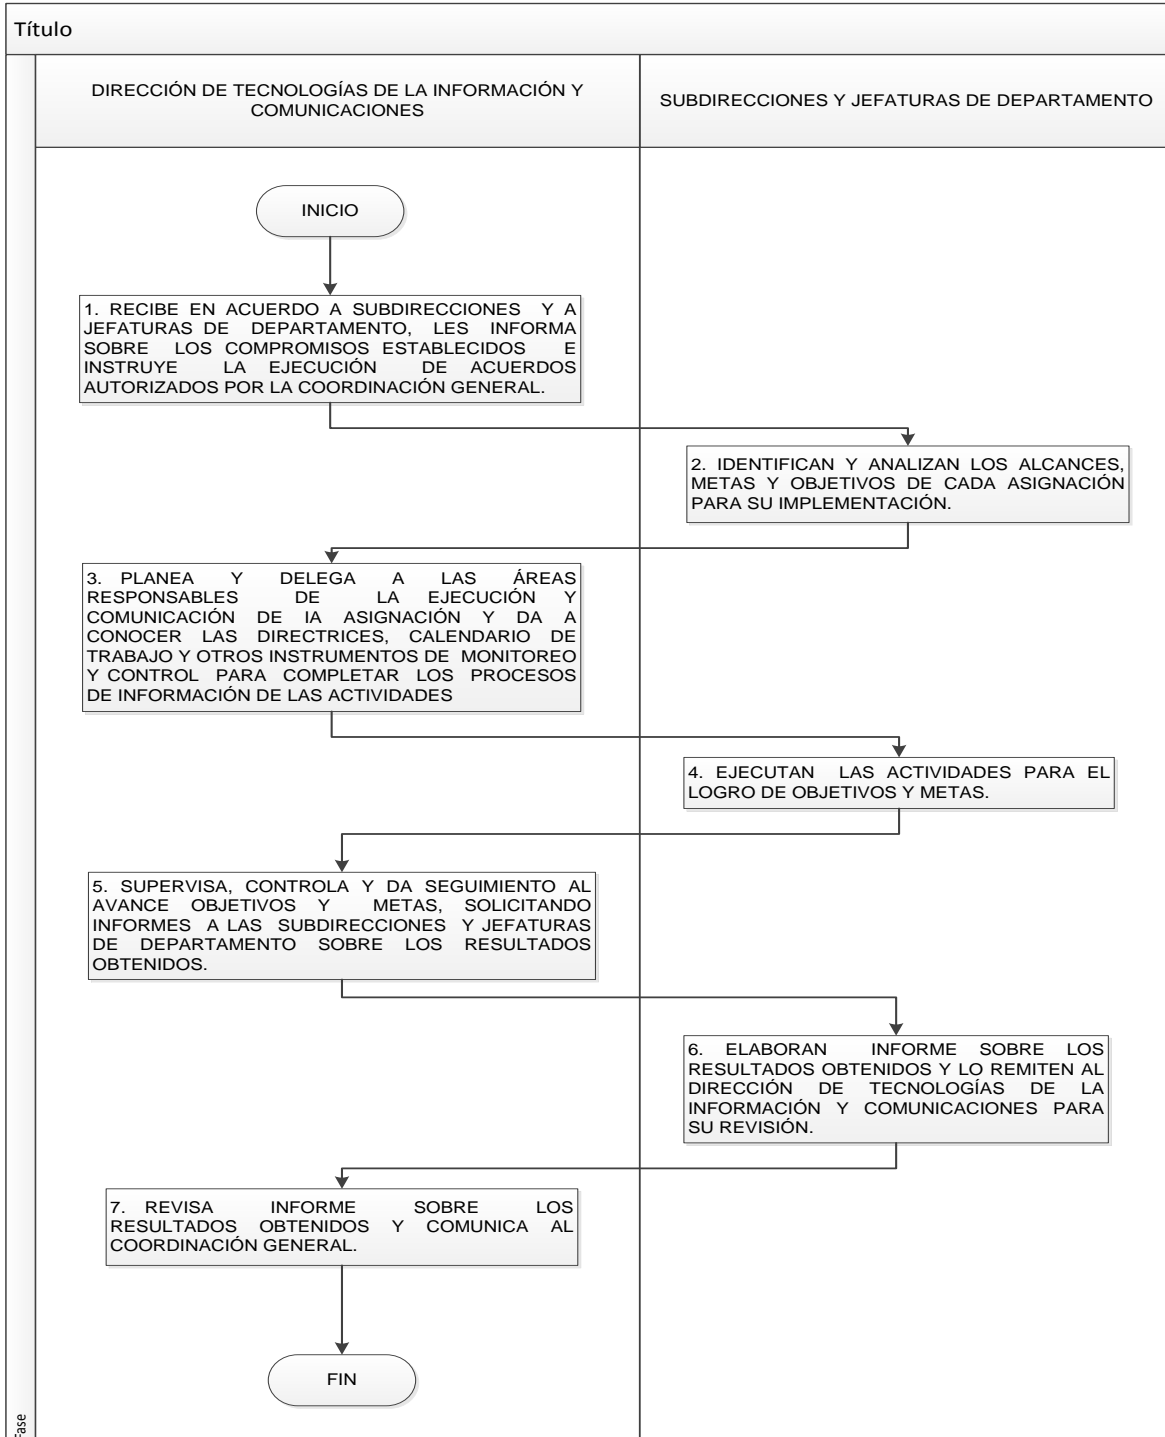 Título
DIRECCIÓN DE TECNOLOGÍAS DE LA INFORMACIÓN Y
COMUNICACIONES
SUBDIRECCIONES Y JEFATURAS DE DEPARTAMENTO
INICIO
1. RECIBE EN ACUERDO A SUBDIRECCIONES Y A
JEFATURAS DE DEPARTAMENTO, LES INFORMA
SOBRE LOS COMPROMISOS ESTABLECIDOS E
INSTRUYE LA EJECUCIÓN DE ACUERDOS
AUTORIZADOS POR LA COORDINACIÓN GENERAL.
2. IDENTIFICAN Y ANALIZAN LOS ALCANCES,
METAS Y OBJETIVOS DE CADA ASIGNACIÓN
PARA SU IMPLEMENTACIÓN.
3. PLANEA Y DELEGA A LAS ÁREAS
RESPONSABLES DE LA EJECUCIÓN Y
COMUNICACIÓN DE lA ASIGNACIÓN Y DA A
CONOCER LAS DIRECTRICES, CALENDARIO DE
TRABAJO Y OTROS INSTRUMENTOS DE MONITOREO
Y CONTROL PARA COMPLETAR LOS PROCESOS
DE INFORMACIÓN DE LAS ACTIVIDADES
4. EJECUTAN LAS ACTIVIDADES PARA EL
LOGRO DE OBJETIVOS Y METAS.
5. SUPERVISA, CONTROLA Y DA SEGUIMIENTO AL
AVANCE OBJETIVOS Y METAS, SOLICITANDO
INFORMES A LAS SUBDIRECCIONES Y JEFATURAS
DE DEPARTAMENTO SOBRE LOS RESULTADOS
OBTENIDOS.
6. ELABORAN INFORME SOBRE LOS
RESULTADOS OBTENIDOS Y LO REMITEN AL
DIRECCIÓN DE TECNOLOGÍAS DE LA
INFORMACIÓN Y COMUNICACIONES PARA
SU REVISIÓN.
7. REVISA INFORME SOBRE LOS
RESULTADOS OBTENIDOS Y COMUNICA AL
COORDINACIÓN GENERAL.
FIN
Fase